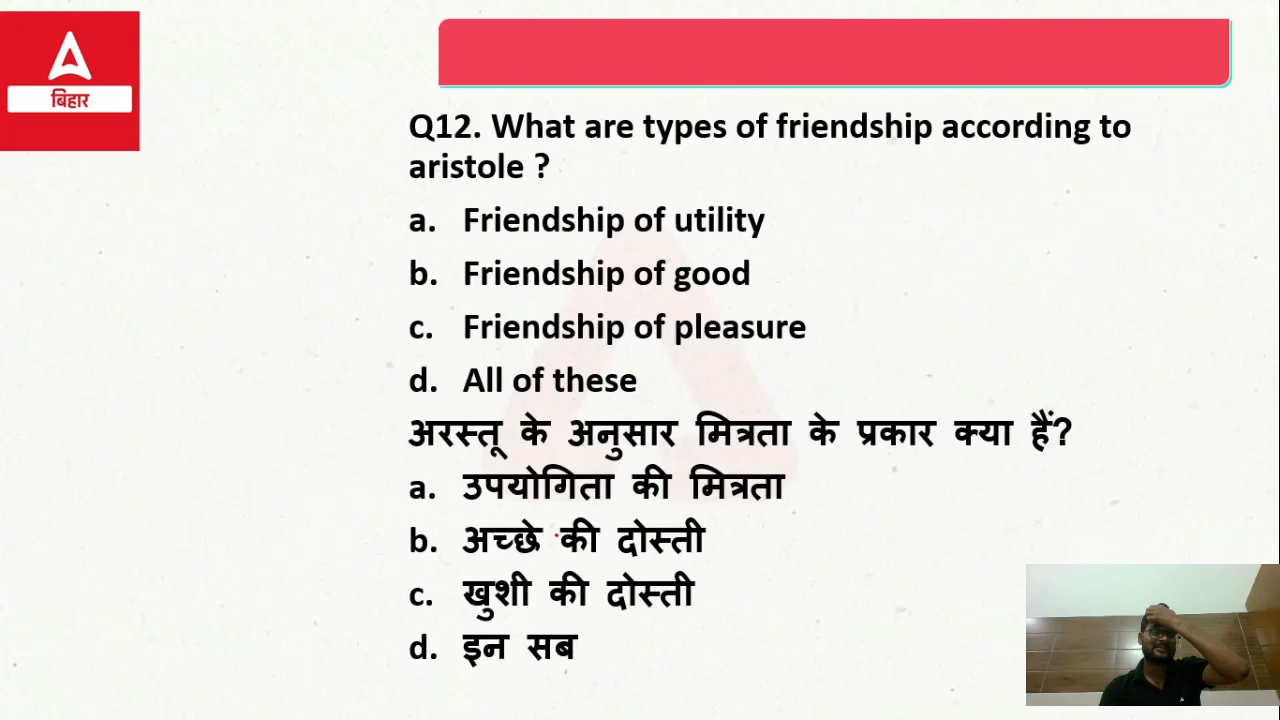 बिहार
Q12. What are types of friendship according to
aristole ?
a. Friendship of utility
b. Friendship of good
c. Friendship of pleasure
d. All of these
अरस्तू के अनुसार मित्रता के प्रकार क्या हैं?
a. उपयोगिता की मित्रता
b. अच्छे की दोस्ती
c. खुशी की दोस्ती
d. इन सब